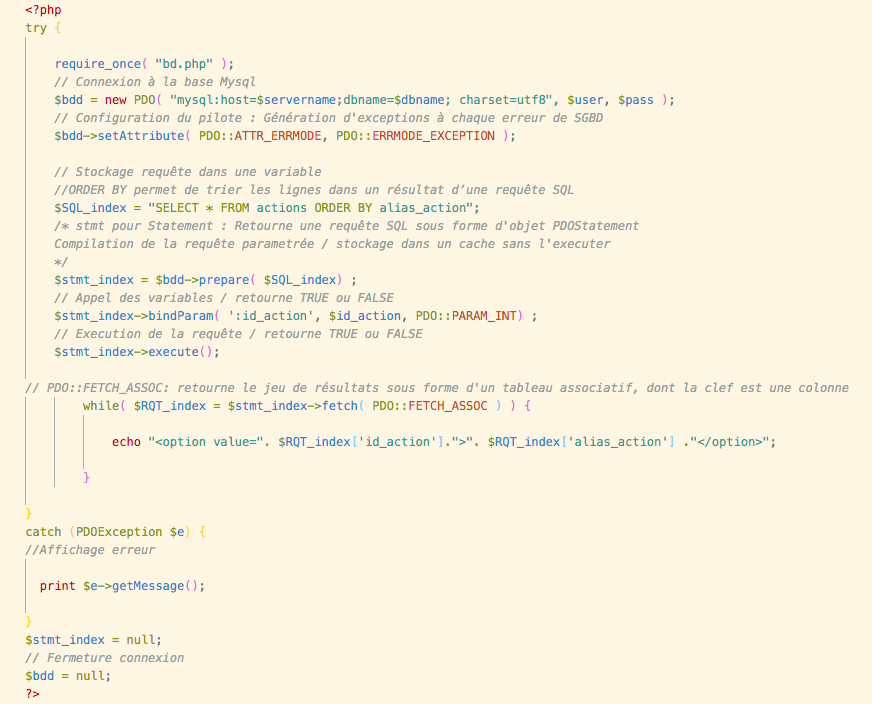 <?php
try {
require_once( "bd.php" );
// Connexion à la base Mysql
$bdd = new PDO( "mysql:host=$servername;dbname=$dbname; charset=utf8", $user, $pass );
// Configuration du pilote : Génération d'exceptions à chaque erreur de SGBD
$bdd->setAttribute( PDO::ATTR_ERRMODE, PDO::ERRMODE_EXCEPTION );
// Stockage requête dans une variable
//ORDER BY permet de trier les lignes dans un résultat d’une requête SQL
$SQL_index = "SELECT * FROM actions ORDER BY alias_action";
/* stmt pour Statement : Retourne une requête SQL sous forme d'objet PDOStatement
Compilation de la requête parametrée / stockage dans un cache sans l'executer
*/
$stmt_index = $bdd->prepare( $SQL_index) ;
// Appel des variables / retourne TRUE ou FALSE
$stmt_index->bindParam( ':id_action', $id_action, PDO::PARAM_INT) ;
// Execution de la requête / retourne TRUE ou FALSE
$stmt_index->execute();
// PDO::FETCH_ASSOC: retourne le jeu de résultats sous forme d'un tableau associatif, dont la clef est une colonne
while( $RQT_index = $stmt_index->fetch( PDO::FETCH_ASSOC ) ) {
echo "<option value=". $RQT_index['id_action'].">". $RQT_index['alias_action'] ."</option>";
}
}
catch (PDOException $e) {
//Affichage erreur
print $e->getMessage();
}
$stmt_index = null;
// Fermeture connexion
$bdd = null;
?>